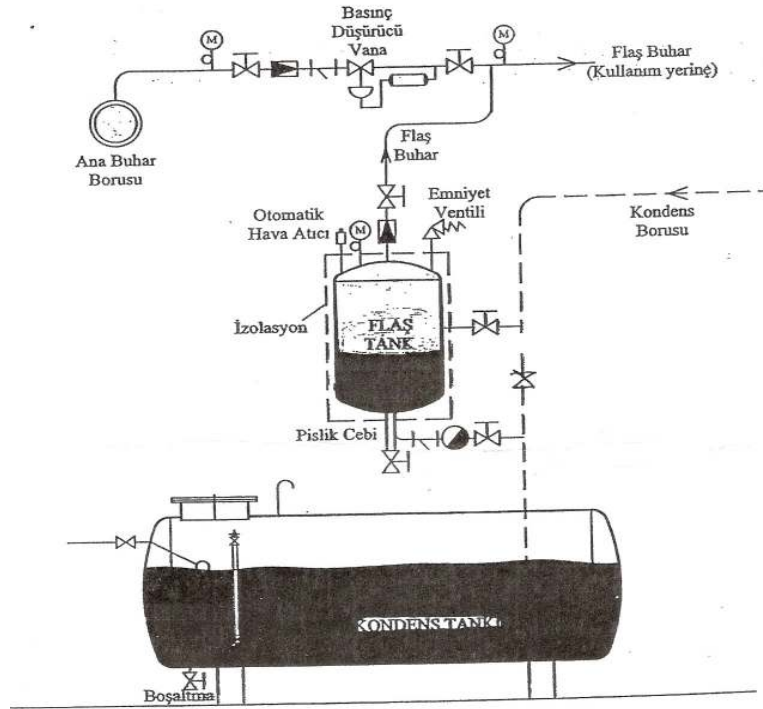 Basınç
Düşürücü
Vana
M
M
Flaş Buhar
(Kullanım yerine)
Ana Buhar
Borusu
Flaş
Buhar
Emniyet
Ventili
Otomatik
Hava Atıcı
M
Kondens
Borusu
İzolasyon
FLAŞ
TANK
Pislik Cebi
KONDENS TANKI
Boşaltma